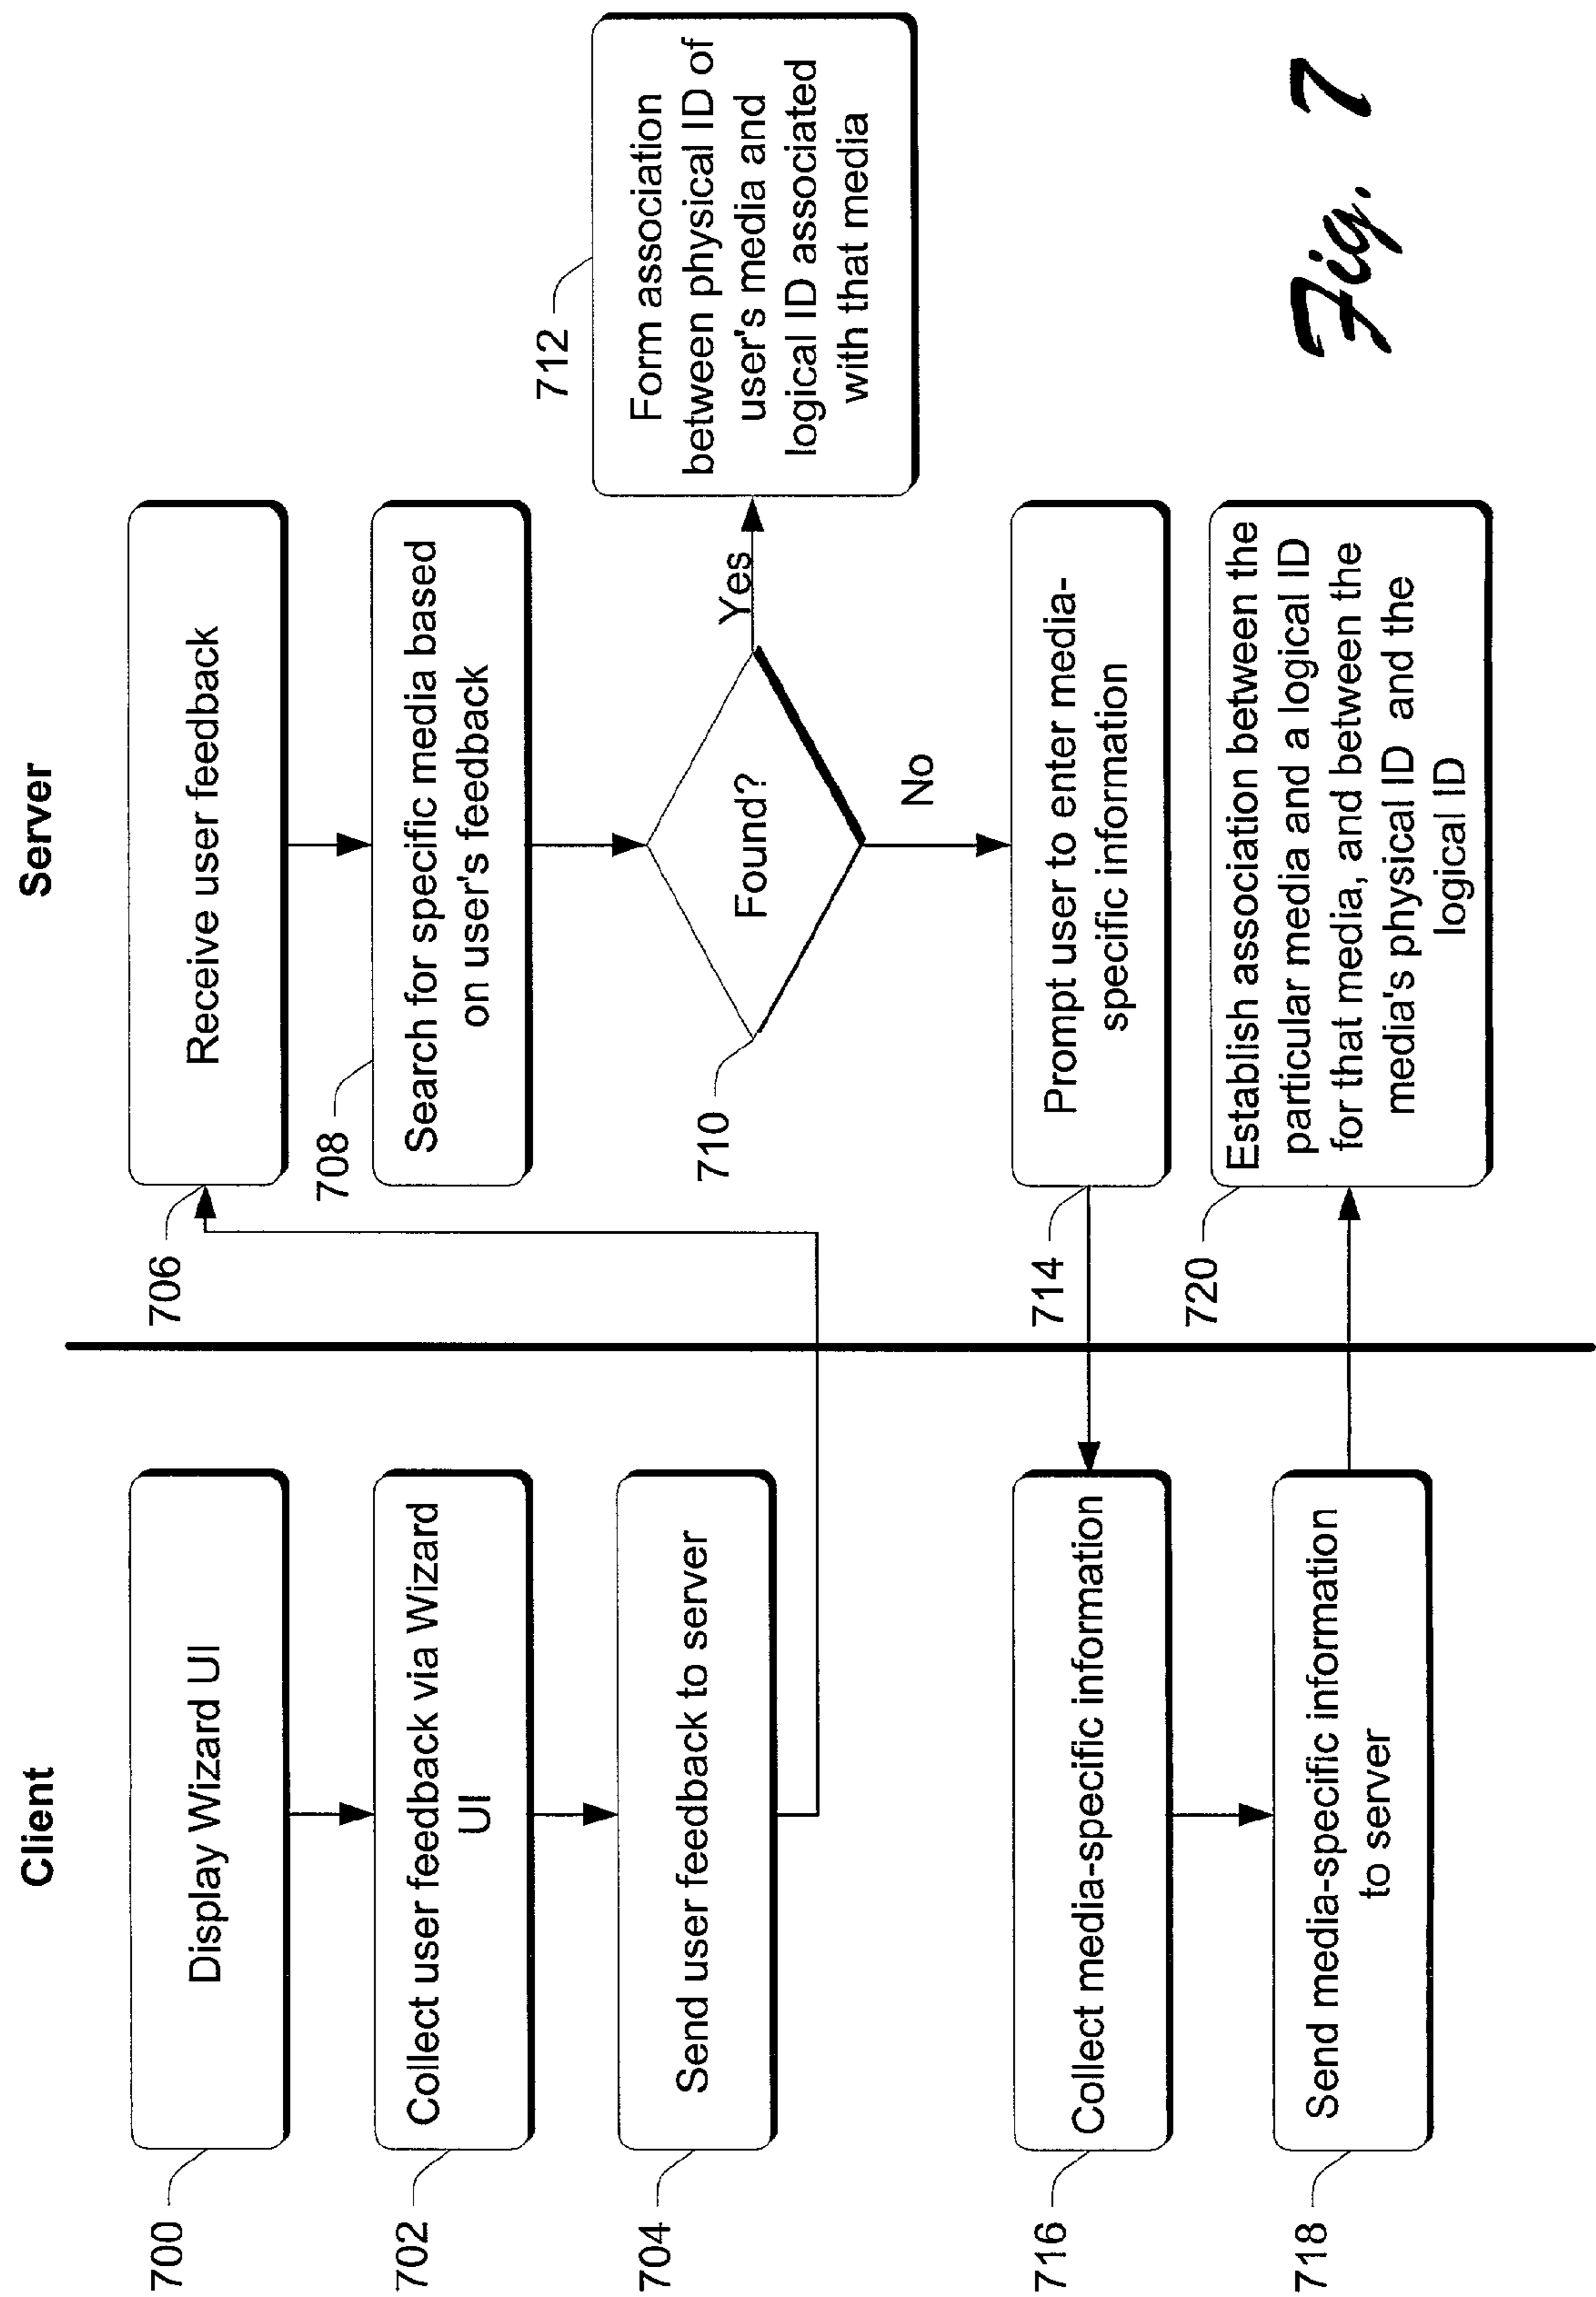 Client
Server
700
Display Wizard UI
702
Collect user feedback via Wizard
UI
704
Send user feedback to server
706
Receive user feedback
708
Search for specific media based
on user's feedback
710
Found?
Yes
No
712
Form association
between physical ID of
user's media and
logical ID associated
with that media
714
Prompt user to enter media-
specific information
716
Collect media-specific information
718
Send media-specific information
to server
720
Establish association between the
particular media and a logical ID
for that media, and between the
media's physical ID and the
logical ID
Fig. 7